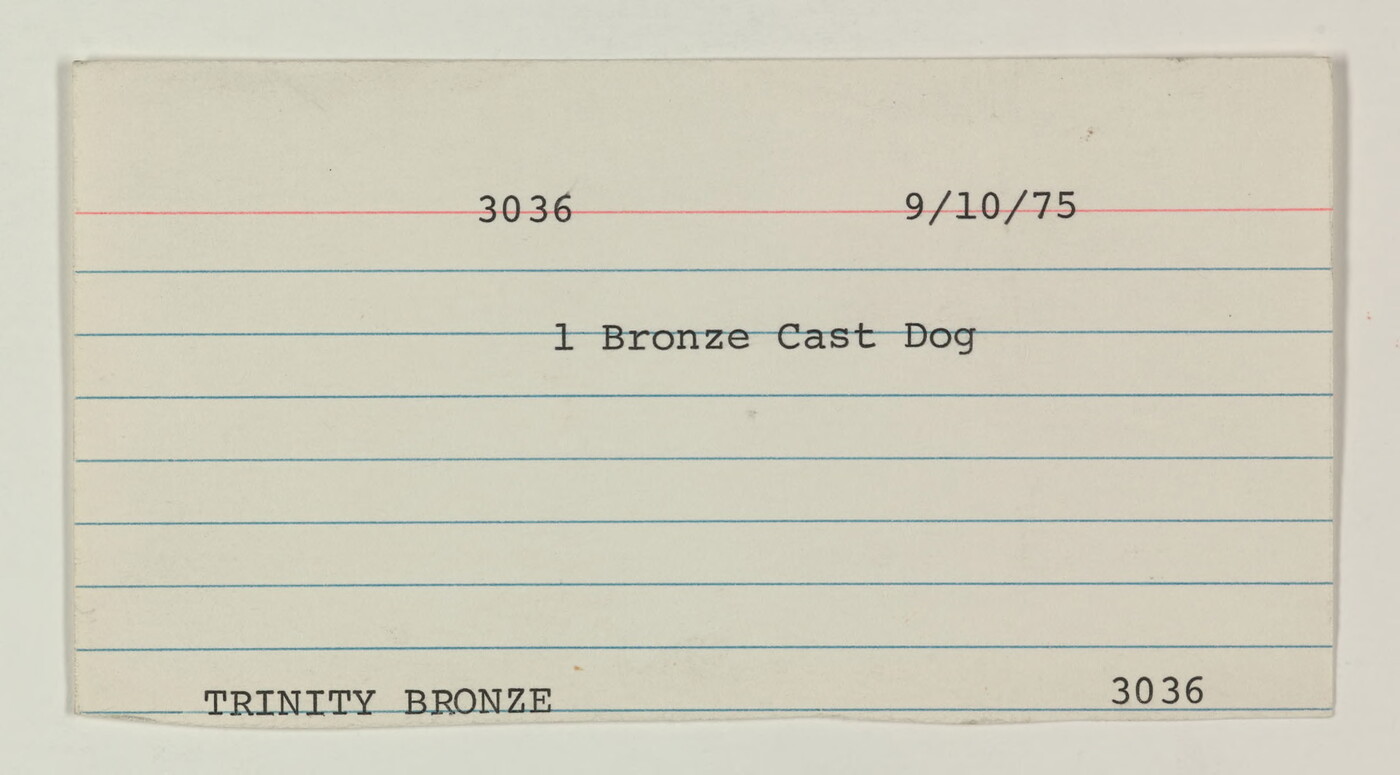 3036 9/10/75
1 Bronze Cast Dog
TRINITY BRONZE 3036